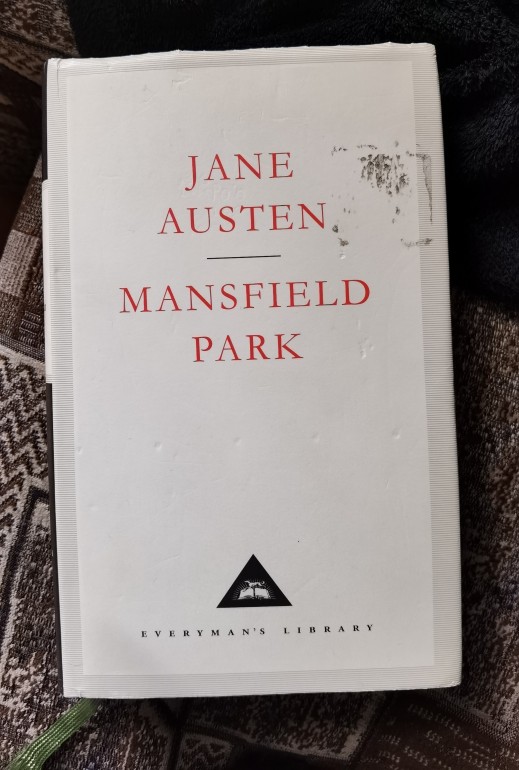 JANE
AUSTEN
MANSFIELD
PARK
EVERYMAN'S LIBRARY